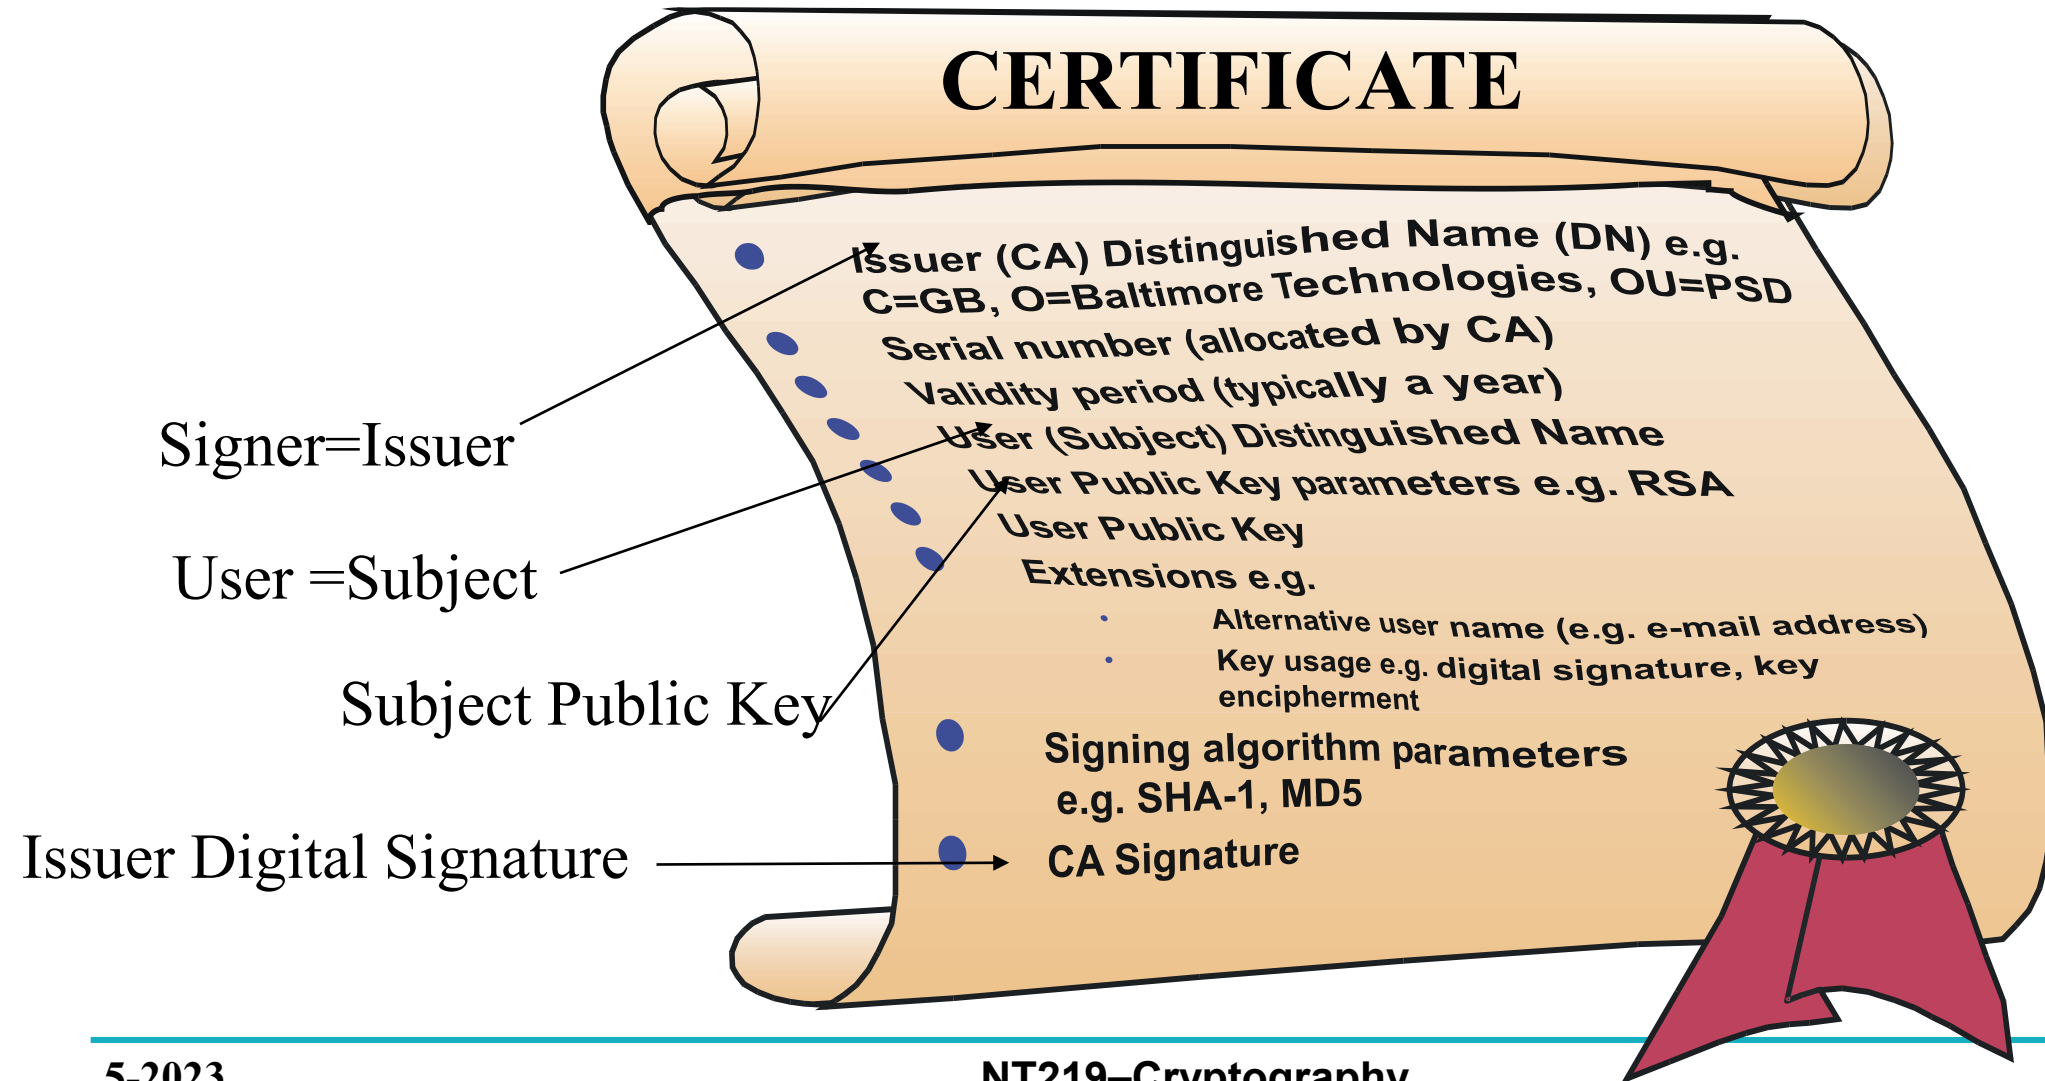 CERTIFICATE
Issuer (CA) Distinguished Name (DN) e.g.
C=GB, O=Baltimore Technologies, OU=PSD
Serial number (allocated by CA)
Validity period (typically a year)
User (Subject) Distinguished Name
User Public Key parameters e.g. RSA
User Public Key
Extensions e.g.
Alternative user name (e.g. e-mail address)
Key usage e.g. digital signature, key
encipherment
Signing algorithm parameters
e.g. SHA-1, MD5
CA Signature
Signer=Issuer
User =Subject
Subject Public Key
Issuer Digital Signature
5-2023
NT219–Cryptography